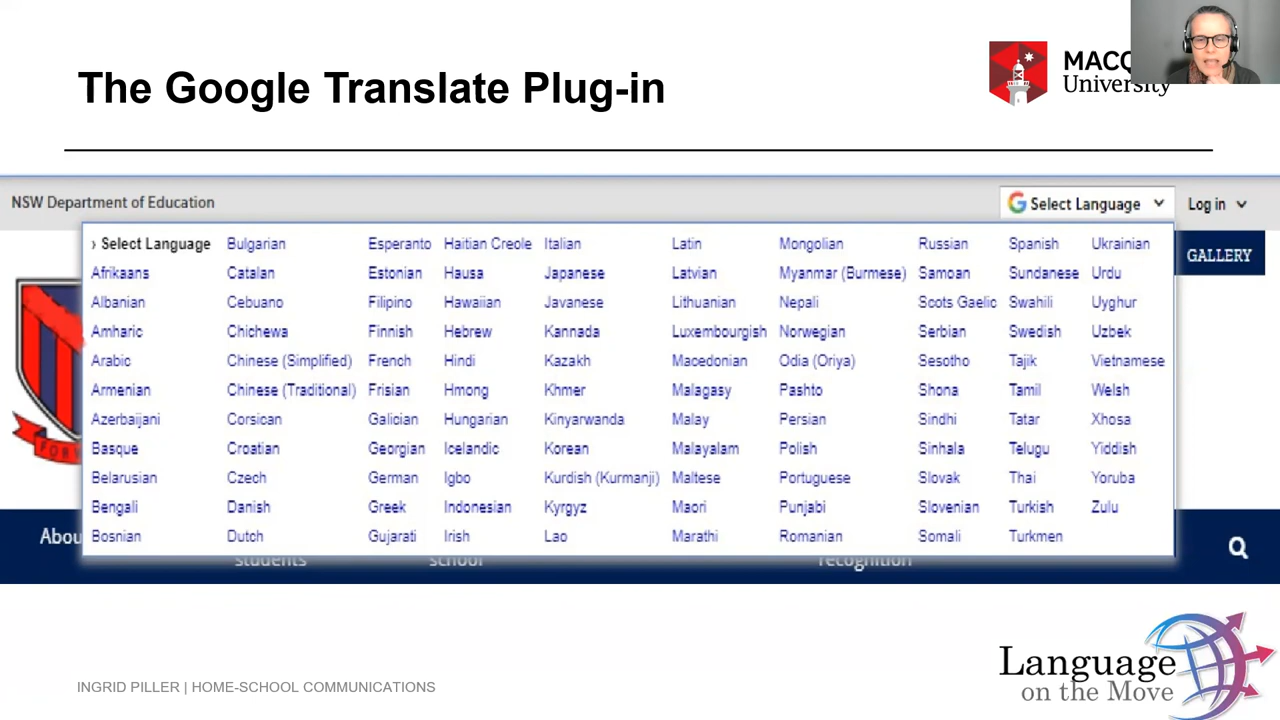 The Google Translate Plug-in
MACQ
University
NSW Department of Education
Select Language
Log in
GALLERY
› Select Language Bulgarian Esperanto Haitian Creole Italian Latin Mongolian Russian Spanish Ukrainian
Afrikaans Catalan Estonian Hausa Japanese Latvian Myanmar (Burmese) Samoan Sundanese Urdu
Albanian Cebuano Filipino Hawaiian Javanese Lithuanian Nepali Scots Gaelic Swahili Uyghur
Amharic Chichewa Finnish Hebrew Kannada Luxembourgish Norwegian Serbian Swedish Uzbek
Arabic Chinese (Simplified) French Hindi Kazakh Macedonian Odia (Oriya) Sesotho Tajik Vietnamese
Armenian Chinese (Traditional) Frisian Hmong Khmer Malagasy Pashto Shona Tamil Welsh
Azerbaijani Corsican Galician Hungarian Kinyarwanda Malay Persian Sindhi Tatar Xhosa
Basque Croatian Georgian Icelandic Korean Malayalam Polish Sinhala Telugu Yiddish
Belarusian Czech German Igbo Kurdish (Kurmanji) Maltese Portuguese Slovak Thai Yoruba
Bengali Danish Greek Indonesian Kyrgyz Maori Punjabi Slovenian Turkish Zulu
Bosnian Dutch Gujarati Irish Lao Marathi Romanian Somali Turkmen
Abou
students school recognition
Language
on the Move
INGRID PILLER | HOME-SCHOOL COMMUNICATIONS